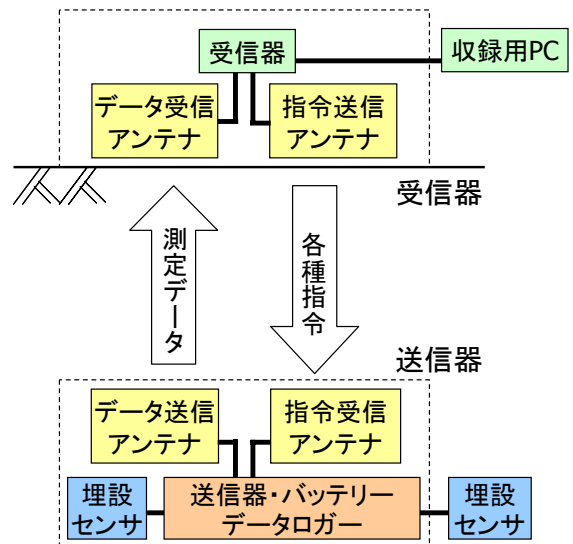 受信器
収録用PC
データ受信
アンテナ
指令送信
アンテナ
受信器
測定データ
各種指令
送信器
データ送信
アンテナ
指令受信
アンテナ
埋設
センサ
送信器・バッテリー
データロガー
埋設
センサ